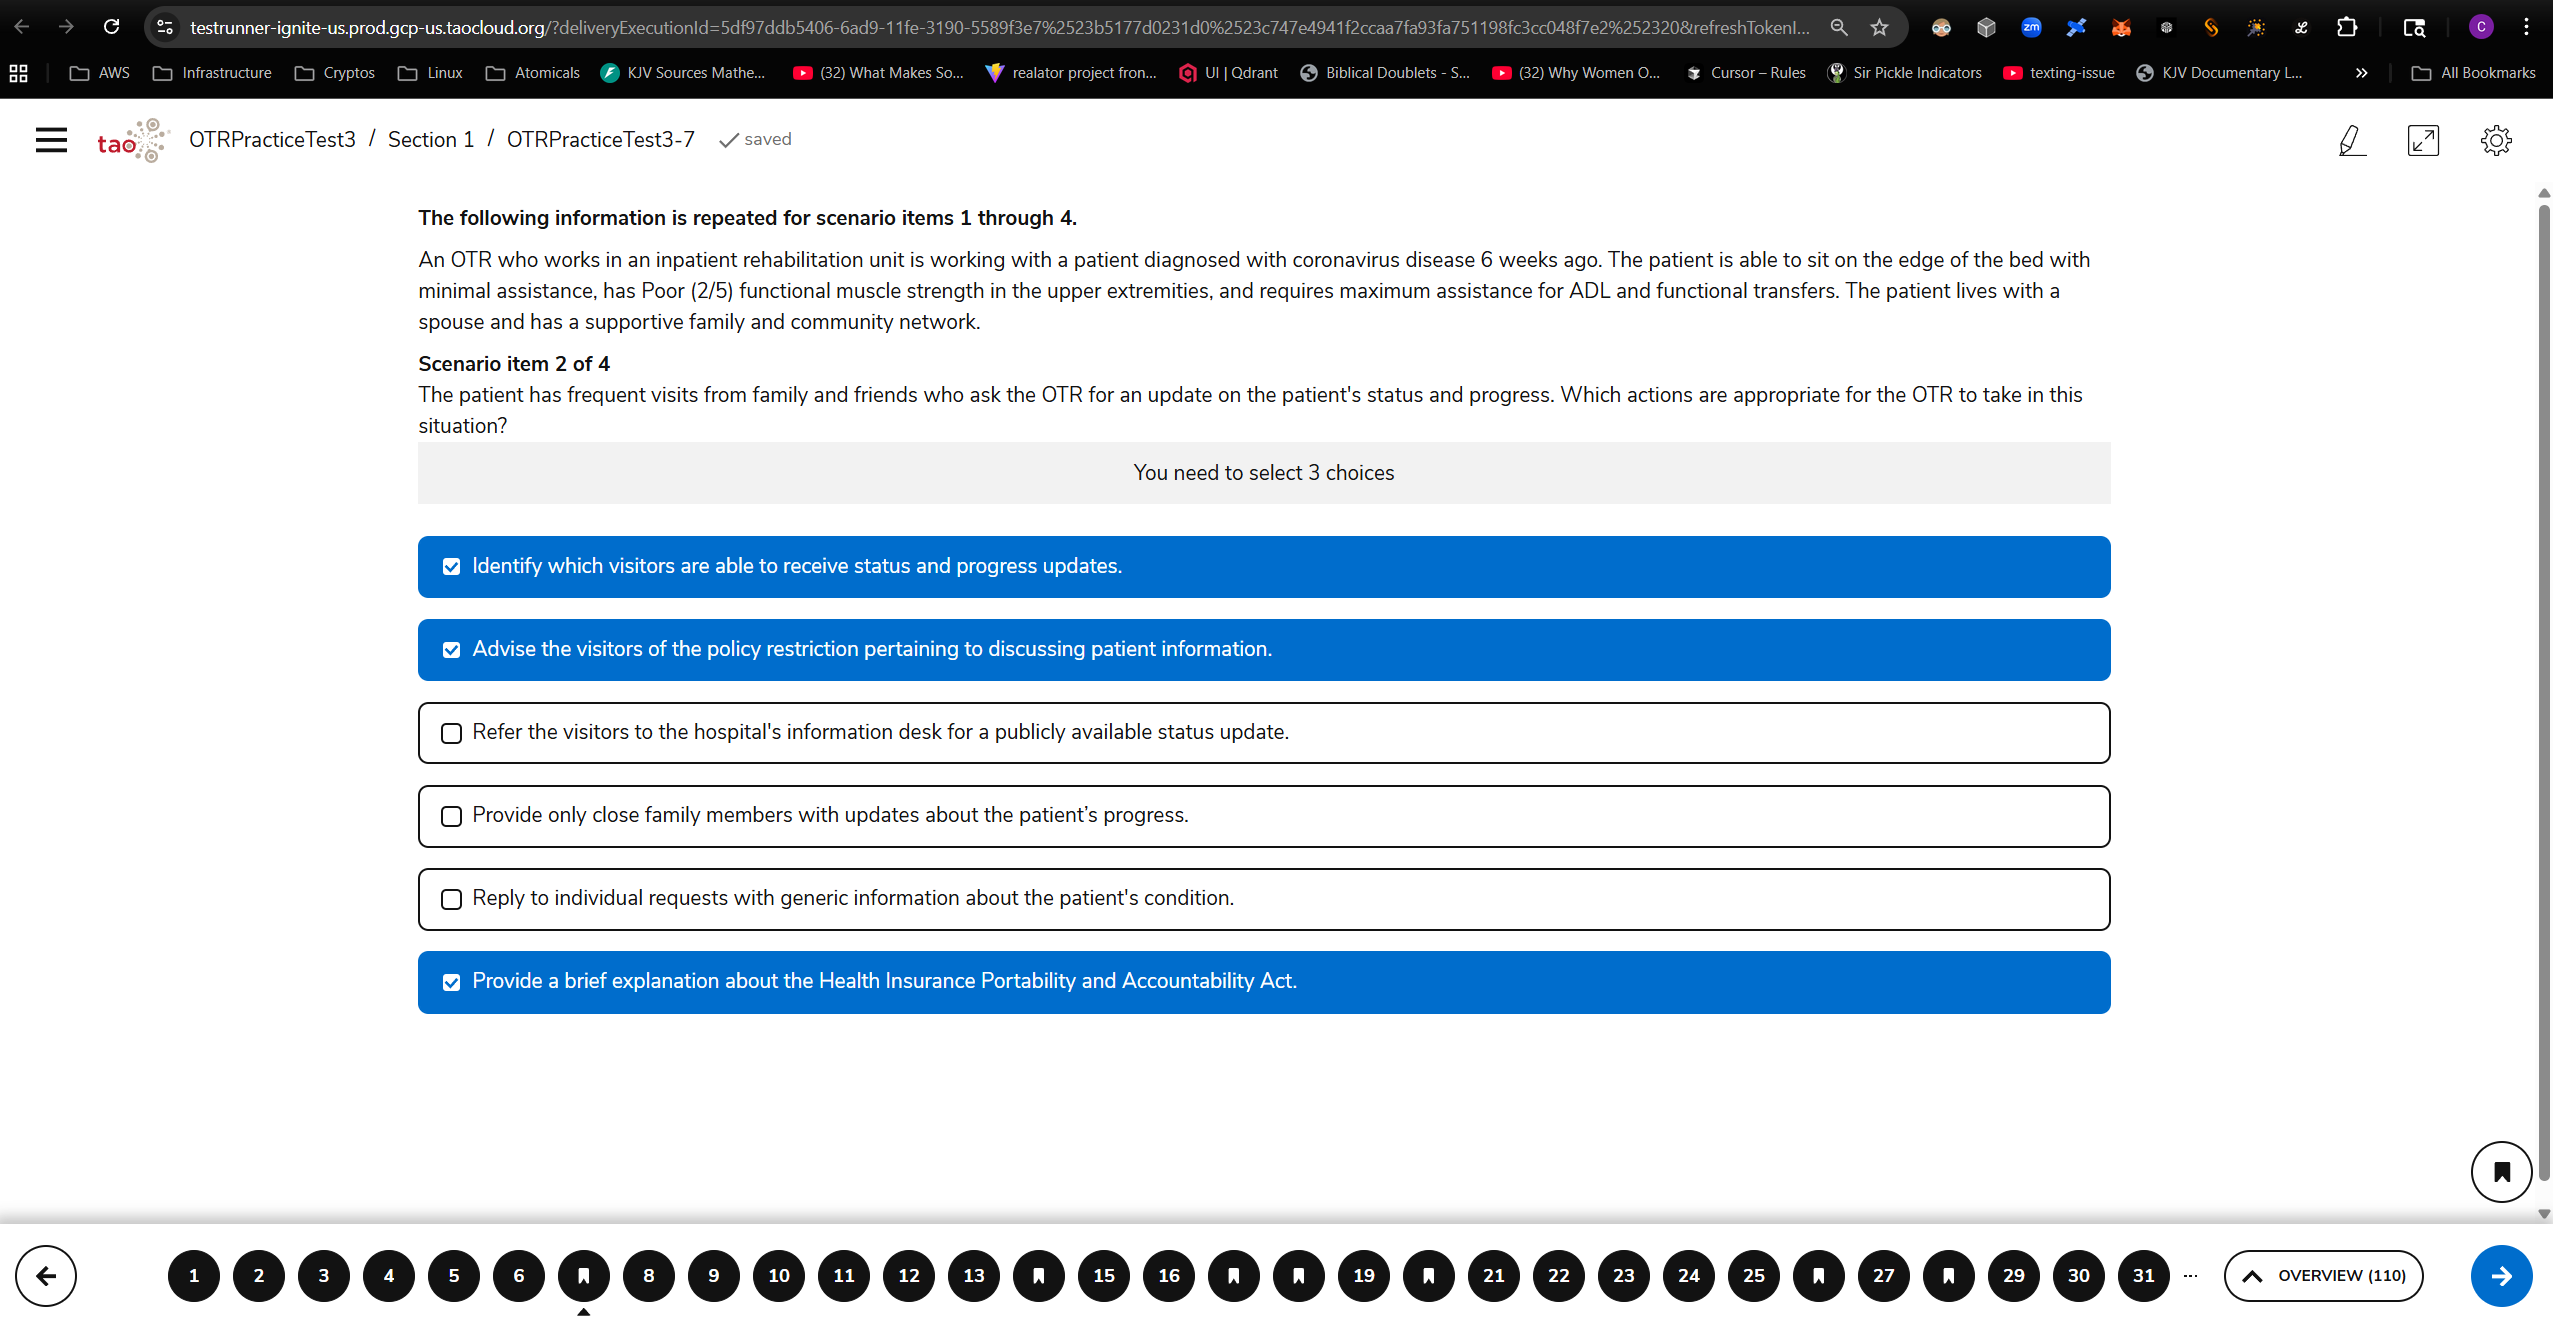 testrunner-ignite-us.prod.gcp-us.taocloud.org/?deliveryExecutionId=5df97ddb5406-6ad9-11fe-3190-5589f3e7%2523b5177d0231d0%2523c747e4941f2ccaa7fa93fa751198fc3cc048f7e2%252320&refreshTokenI... zm C
AWS Infrastructure Cryptos Linux Atomicals KJV Sources Mathe... (32) What Makes So... realator project fron... UI | Qdrant Biblical Doublets - S... (32) Why Women O... Cursor – Rules Sir Pickle Indicators texting-issue KJV Documentary L... » All Bookmarks
tao OTRPracticeTest3 / Section 1 / OTRPracticeTest3-7 saved
The following information is repeated for scenario items 1 through 4.
An OTR who works in an inpatient rehabilitation unit is working with a patient diagnosed with coronavirus disease 6 weeks ago. The patient is able to sit on the edge of the bed with
minimal assistance, has Poor (2/5) functional muscle strength in the upper extremities, and requires maximum assistance for ADL and functional transfers. The patient lives with a
spouse and has a supportive family and community network.
Scenario item 2 of 4
The patient has frequent visits from family and friends who ask the OTR for an update on the patient's status and progress. Which actions are appropriate for the OTR to take in this
situation?
You need to select 3 choices
Identify which visitors are able to receive status and progress updates.
Advise the visitors of the policy restriction pertaining to discussing patient information.
Refer the visitors to the hospital's information desk for a publicly available status update.
Provide only close family members with updates about the patient’s progress.
Reply to individual requests with generic information about the patient's condition.
Provide a brief explanation about the Health Insurance Portability and Accountability Act.
1 2 3 4 5 6 8 9 10 11 12 13 15 16 19 21 22 23 24 25 27 29 30 31 ... OVERVIEW (110)